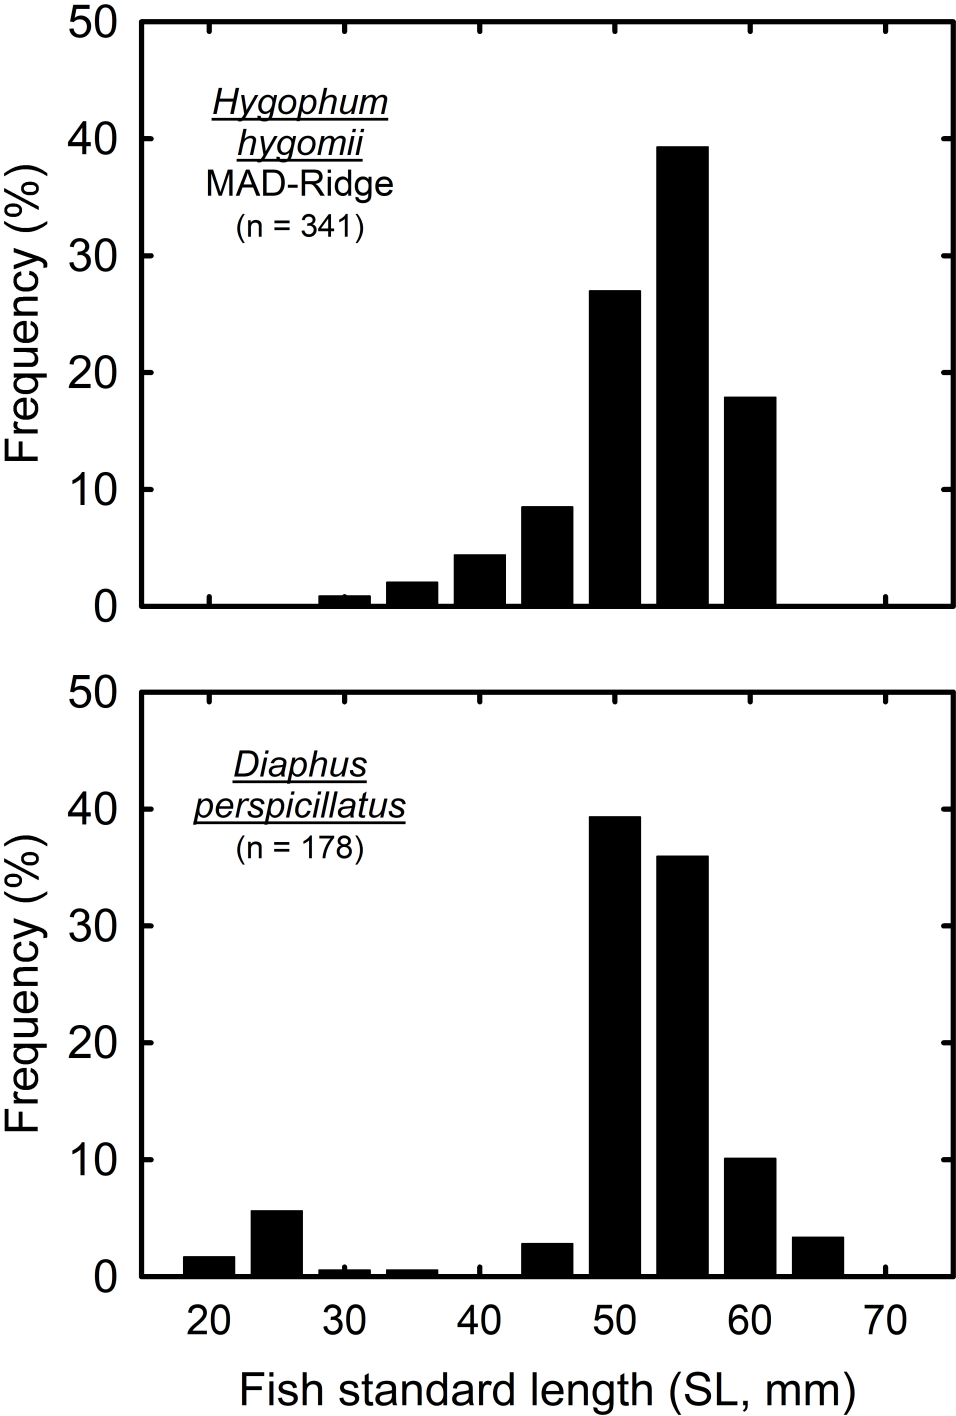 50
40
30
20
10
0
Frequency (%)
Hygophum
hygomii
MAD-Ridge
(n = 341)
50
40
30
20
10
0
Frequency (%)
Diaphus
perspicillatus
(n = 178)
20 30 40 50 60 70
Fish standard length (SL, mm)